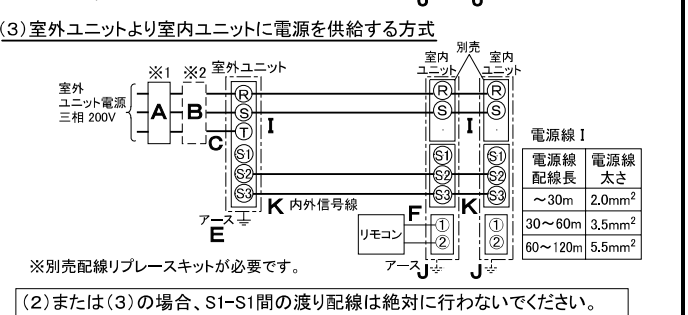 (3)室外ユニットより室内ユニットに電源を供給する方式
※1 ※2 室外ユニット
室内ユニット 別売 室内ユニット
室外
ユニット電源
三相 200V
A B C
R S T S1 S2 S3
I
R S S1 S2 S3 ① ②
I
R S S1 S2 S3 ① ②
K 内外信号線
K
F
リモコン
アース
E
アース J
J
電源線 I
電源線配線長 電源線太さ
~30m 2.0mm²
30~60m 3.5mm²
60~120m 5.5mm²
※別売配線リプレースキットが必要です。
(2)または(3)の場合、S1-S1間の渡り配線は絶対に行わないでください。